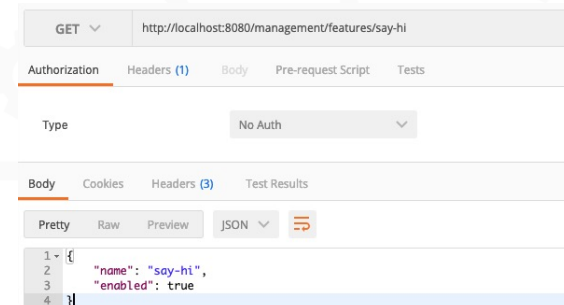 GET http://localhost:8080/management/features/say-hi
Authorization Headers (1) Body Pre-request Script Tests
Type No Auth
Body Cookies Headers (3) Test Results
Pretty Raw Preview JSON
1 {
2 "name": "say-hi",
3 "enabled": true
4 }